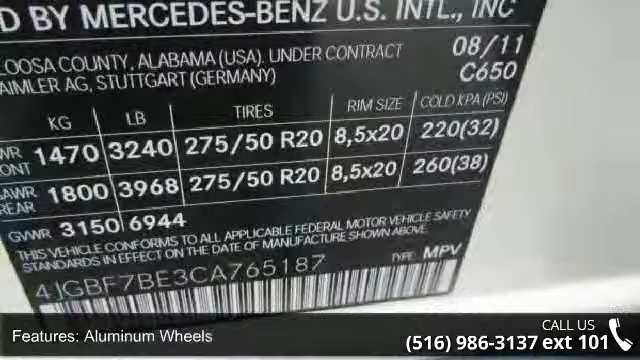 D BY MERCEDES-BENZ U.S. INTL., INC
LOOSA COUNTY, ALABAMA (USA). UNDER CONTRACT
AIMLER AG, STUTTGART (GERMANY)
08/11
C650
KG LB TIRES RIM SIZE COLD KPA (PSI)
WR
ONT 1470 3240 275/50 R20 8,5x20 220(32)
GAWR
REAR 1800 3968 275/50 R20 8,5x20 260(38)
GVWR 3150 6944
THIS VEHICLE CONFORMS TO ALL APPLICABLE FEDERAL MOTOR VEHICLE SAFETY
STANDARDS IN EFFECT ON THE DATE OF MANUFACTURE SHOWN ABOVE.
4JGBF7BE3CA765187 TYPE: MPV
Features: Aluminum Wheels
CALL US
(516) 986-3137 ext 101